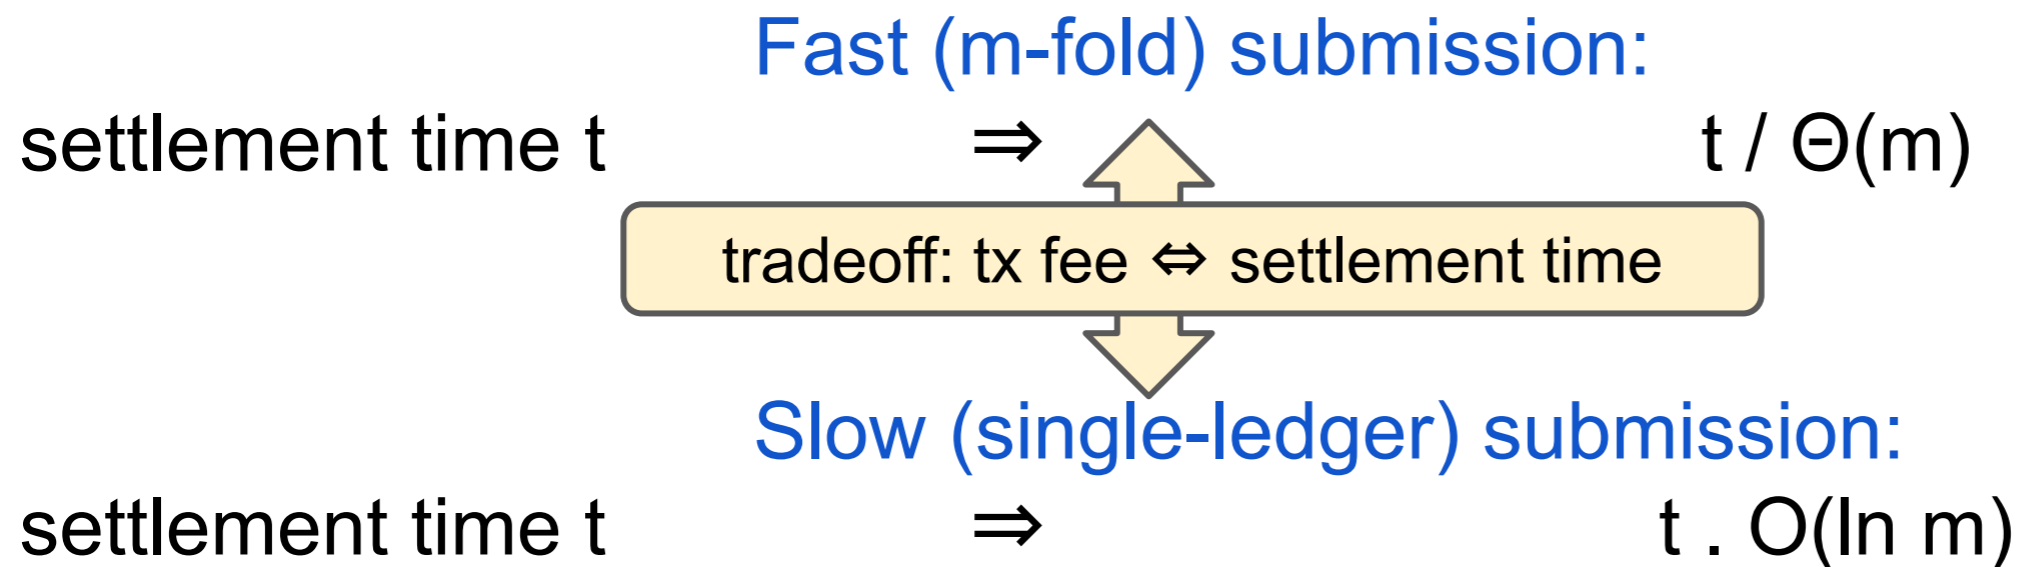 Fast (m-fold) submission:
settlement time t ⇒ t / Θ(m)
tradeoff: tx fee ⇔ settlement time
Slow (single-ledger) submission:
settlement time t ⇒ t . O(ln m)